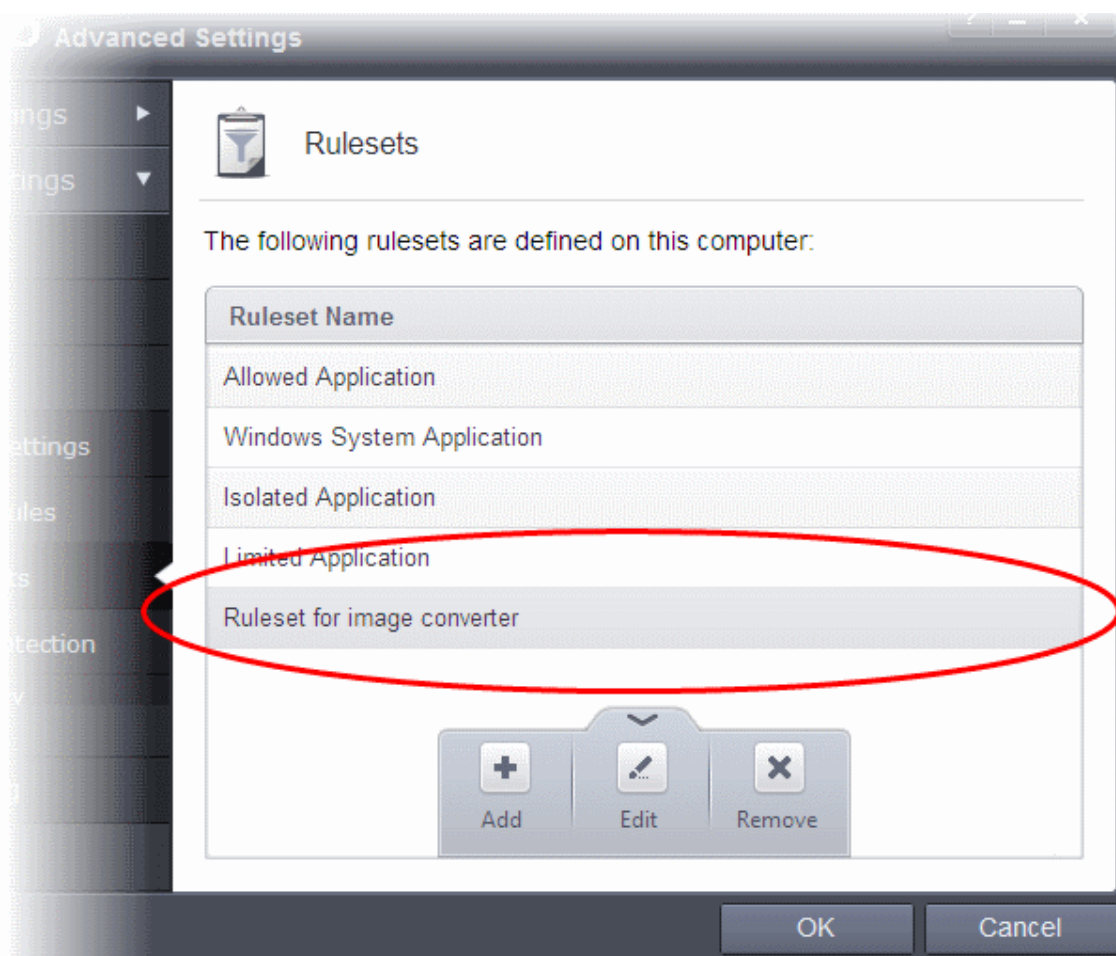 Advanced Settings
Rulesets
The following rulesets are defined on this computer:
Ruleset Name
Allowed Application
Windows System Application
Isolated Application
Limited Application
Ruleset for image converter
Add
Edit
Remove
OK
Cancel